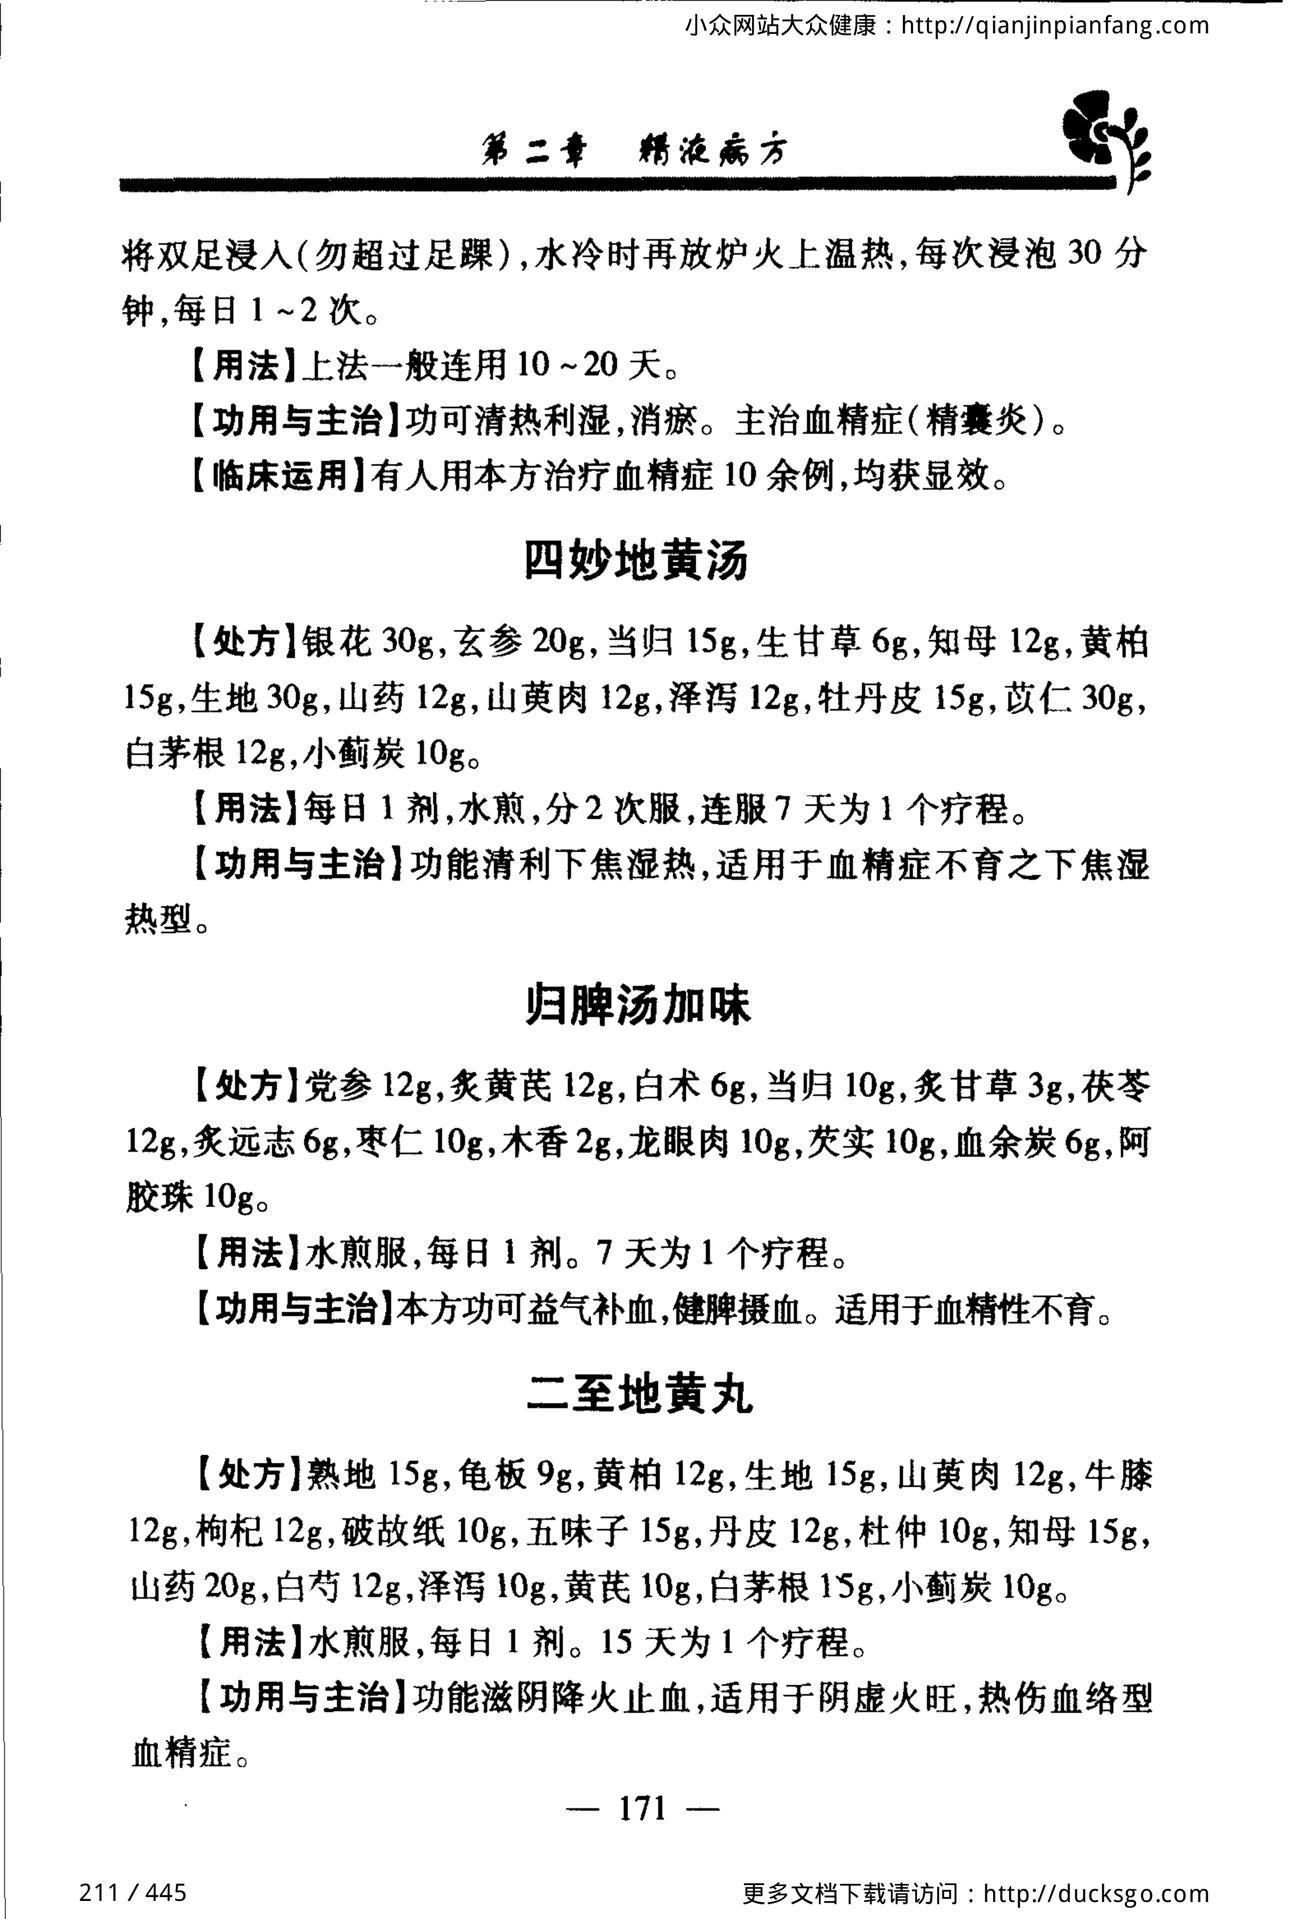 小众网站大众健康：http://qianjinpianfang.com
第二章 精液病方
将双足浸入(勿超过足踝),水冷时再放炉火上温热,每次浸泡 30 分
钟,每日 1～2 次。
【用法】上法一般连用 10～20 天。
【功用与主治】功可清热利湿,消瘀。主治血精症(精囊炎)。
【临床运用】有人用本方治疗血精症 10 余例,均获显效。
四妙地黄汤
【处方】银花 30g,玄参 20g,当归 15g,生甘草 6g,知母 12g,黄柏
15g,生地 30g,山药 12g,山萸肉 12g,泽泻 12g,牡丹皮 15g,苡仁 30g,
白茅根 12g,小蓟炭 10g。
【用法】每日 1 剂,水煎,分 2 次服,连服 7 天为 1 个疗程。
【功用与主治】功能清利下焦湿热,适用于血精症不育之下焦湿
热型。
归脾汤加味
【处方】党参 12g,炙黄芪 12g,白术 6g,当归 10g,炙甘草 3g,茯苓
12g,炙远志 6g,枣仁 10g,木香 2g,龙眼肉 10g,芡实 10g,血余炭 6g,阿
胶珠 10g。
【用法】水煎服,每日 1 剂。7 天为 1 个疗程。
【功用与主治】本方功可益气补血,健脾摄血。适用于血精性不育。
二至地黄丸
【处方】熟地 15g,龟板 9g,黄柏 12g,生地 15g,山萸肉 12g,牛膝
12g,枸杞 12g,破故纸 10g,五味子 15g,丹皮 12g,杜仲 10g,知母 15g,
山药 20g,白芍 12g,泽泻 10g,黄芪 10g,白茅根 15g,小蓟炭 10g。
【用法】水煎服,每日 1 剂。15 天为 1 个疗程。
【功用与主治】功能滋阴降火止血,适用于阴虚火旺,热伤血络型
血精症。
— 171 —
211 / 445
更多文档下载请访问：http://ducksgo.com